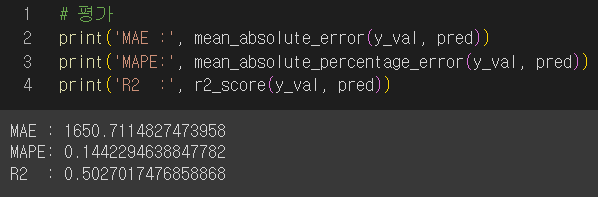 1 # 평가
2 print('MAE :', mean_absolute_error(y_val, pred))
3 print('MAPE:', mean_absolute_percentage_error(y_val, pred))
4 print('R2  :', r2_score(y_val, pred))
MAE : 1650.7114827473958
MAPE: 0.1442294638847782
R2  : 0.5027017476858868